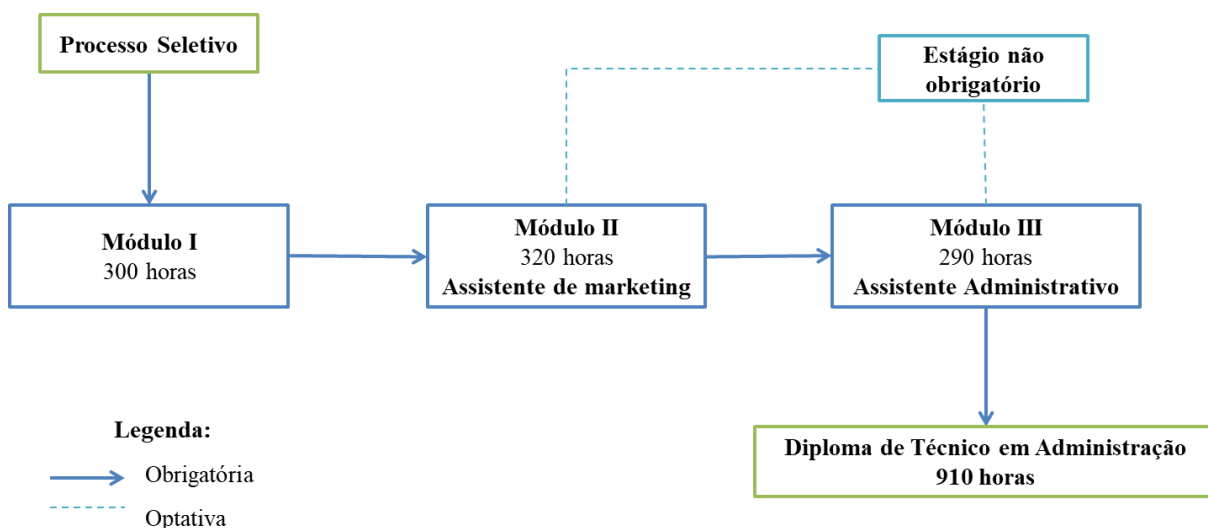 Processo Seletivo
Estágio não
obrigatório
Módulo I
300 horas
Módulo II
320 horas
Assistente de marketing
Módulo III
290 horas
Assistente Administrativo
Diploma de Técnico em Administração
910 horas
Legenda:
Obrigatória
Optativa